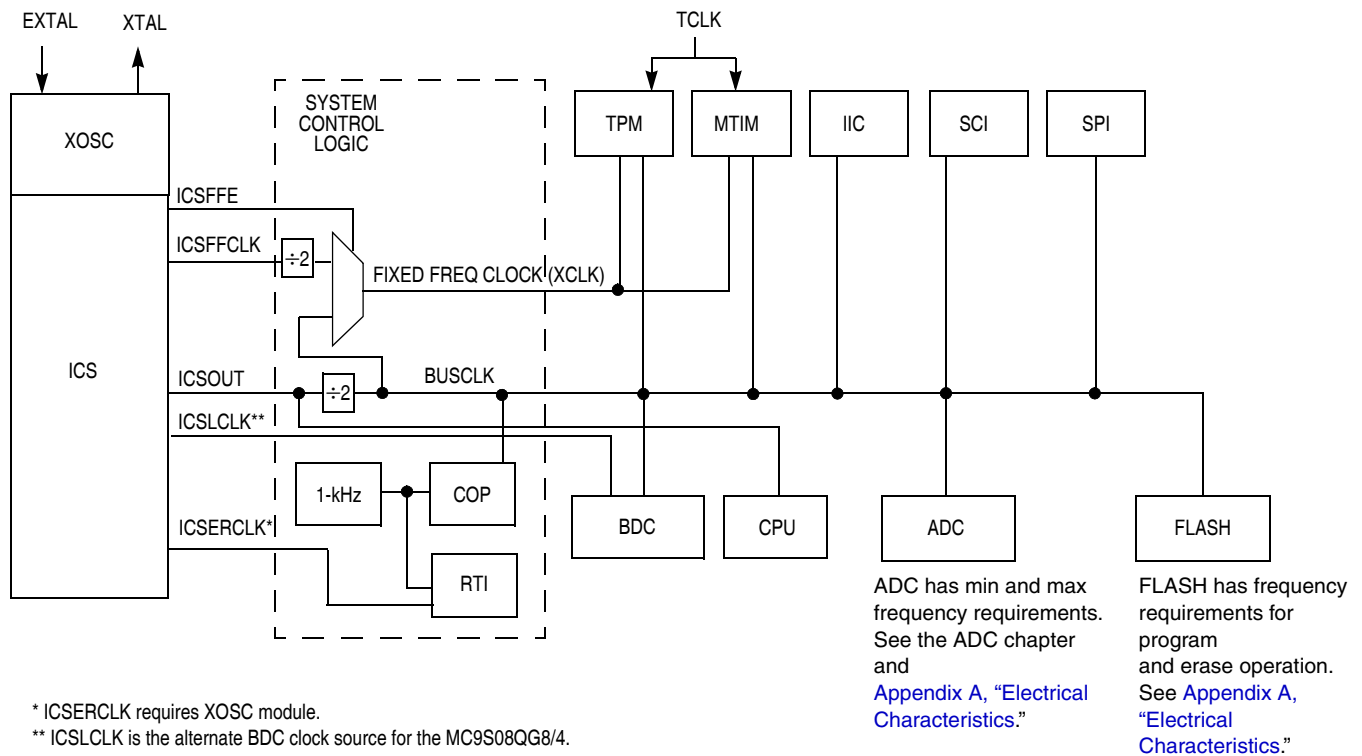 EXTAL
XTAL
TCLK
SYSTEM
CONTROL
LOGIC
XOSC
TPM
MTIM
IIC
SCI
SPI
ICSFFE
ICSFFCLK
÷2
FIXED FREQ CLOCK (XCLK)
ICS
ICSOUT
÷2
BUSCLK
ICSLCLK**
1-kHz
COP
ICSERCLK*
RTI
BDC
CPU
ADC
FLASH
ADC has min and max
frequency requirements.
See the ADC chapter
and
Appendix A, “Electrical
Characteristics.”
FLASH has frequency
requirements for
program
and erase operation.
See Appendix A,
“Electrical
Characteristics.”
* ICSERCLK requires XOSC module.
** ICSLCLK is the alternate BDC clock source for the MC9S08QG8/4.